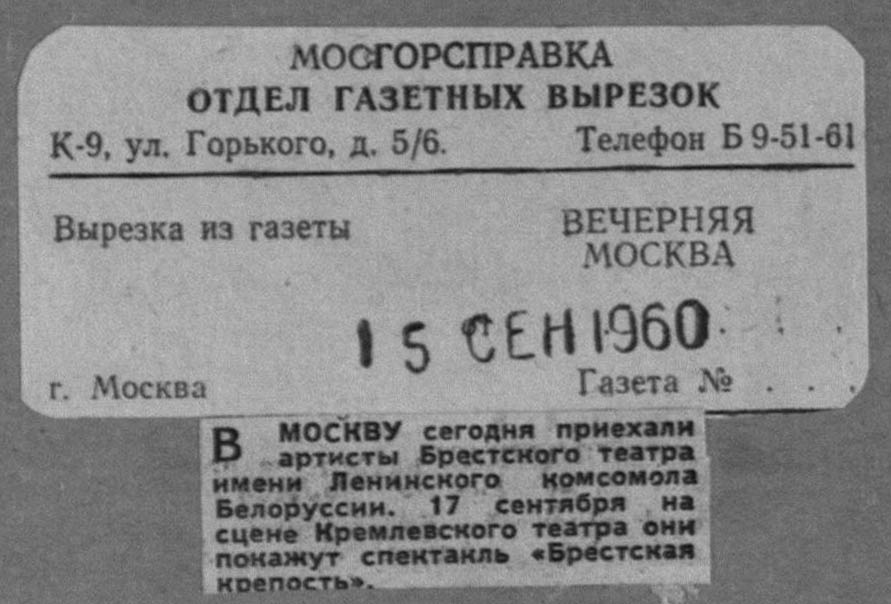 МОСГОРСПРАВКА
ОТДЕЛ ГАЗЕТНЫХ ВЫРЕЗОК
К-9, ул. Горького, д. 5/6. Телефон Б 9-51-61
Вырезка из газеты ВЕЧЕРНЯЯ
МОСКВА
15 СЕН 1960
г. Москва Газета № . . .
В МОСКВУ сегодня приехали
артисты Брестского театра
имени Ленинского комсомола
Белоруссии. 17 сентября на
сцене Кремлевского театра они
покажут спектакль «Брестская
крепость».